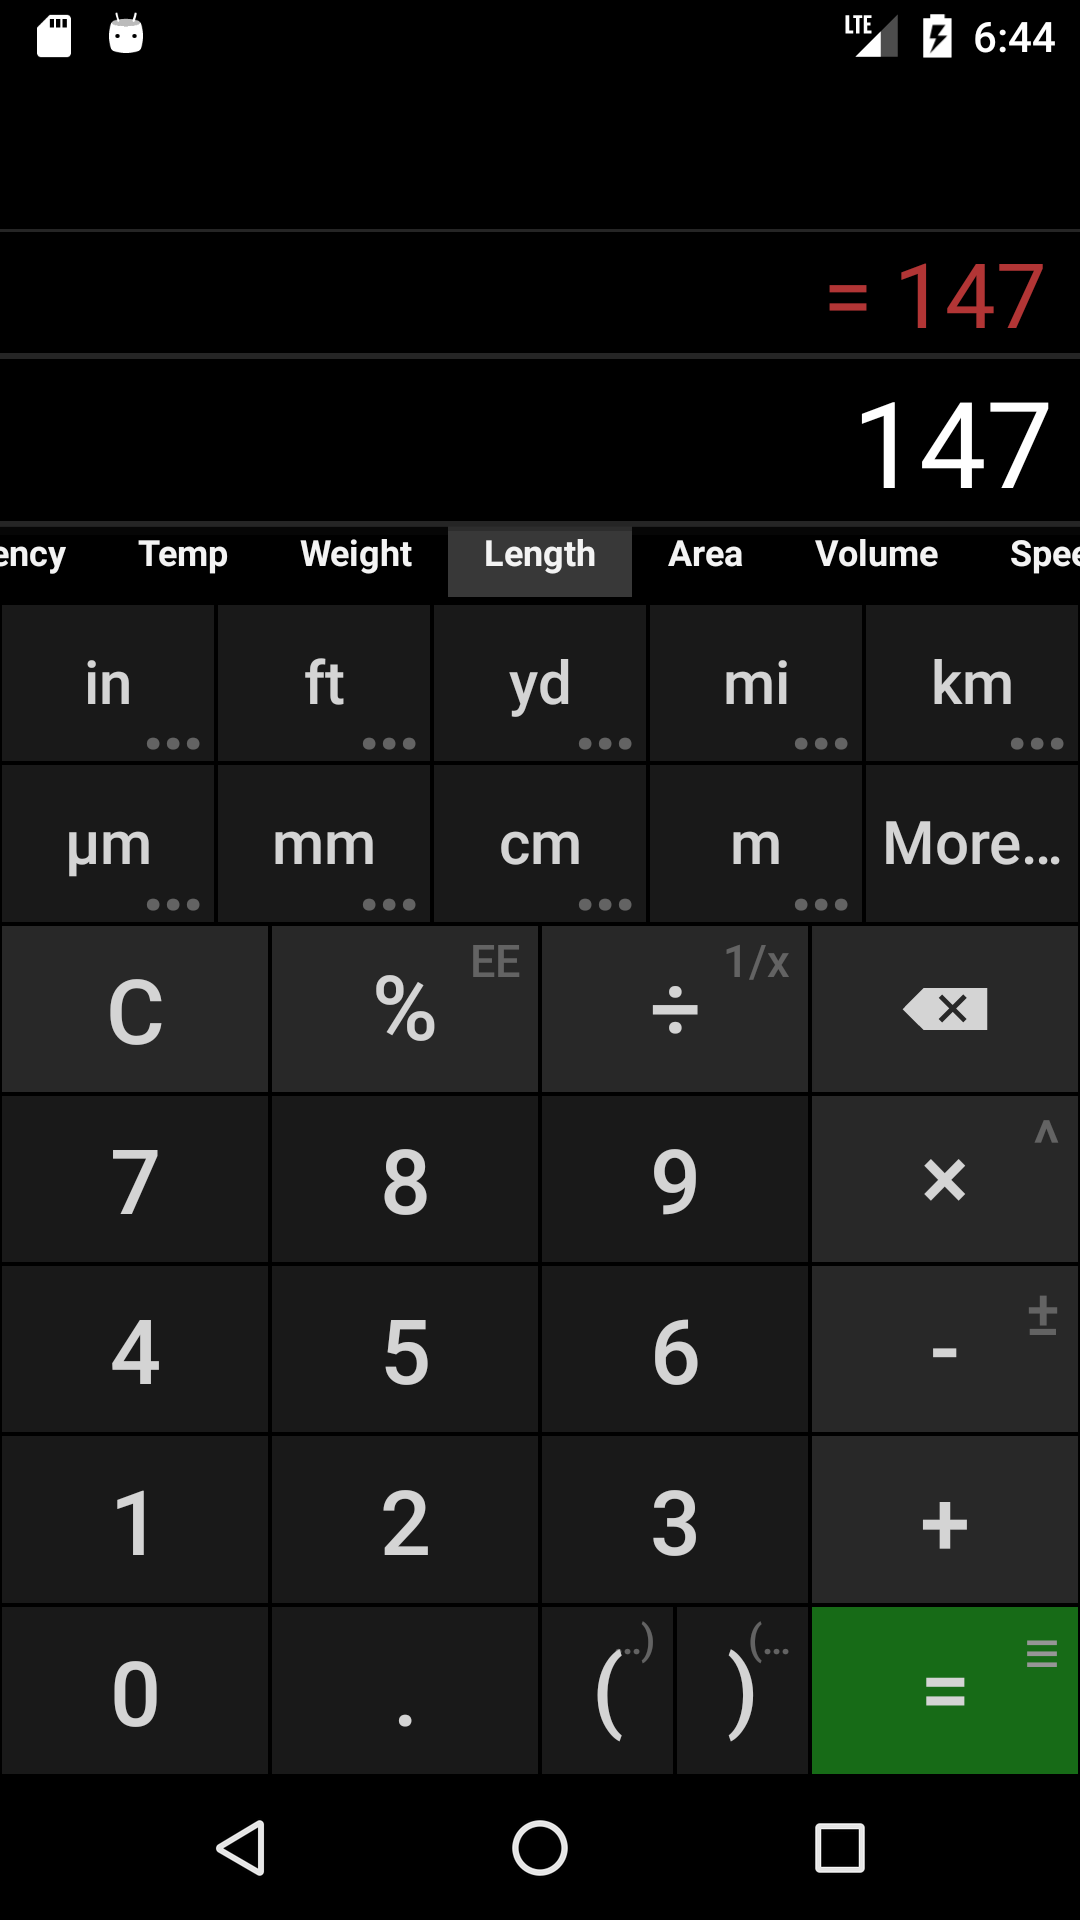 LTE 6:44
= 147
147
ency Temp Weight Length Area Volume Spee
in ft yd mi km
µm mm cm m More...
C % EE ÷ 1/x
7 8 9 × ^
4 5 6 - ±
1 2 3 +
0 . ( ..) ) (... =